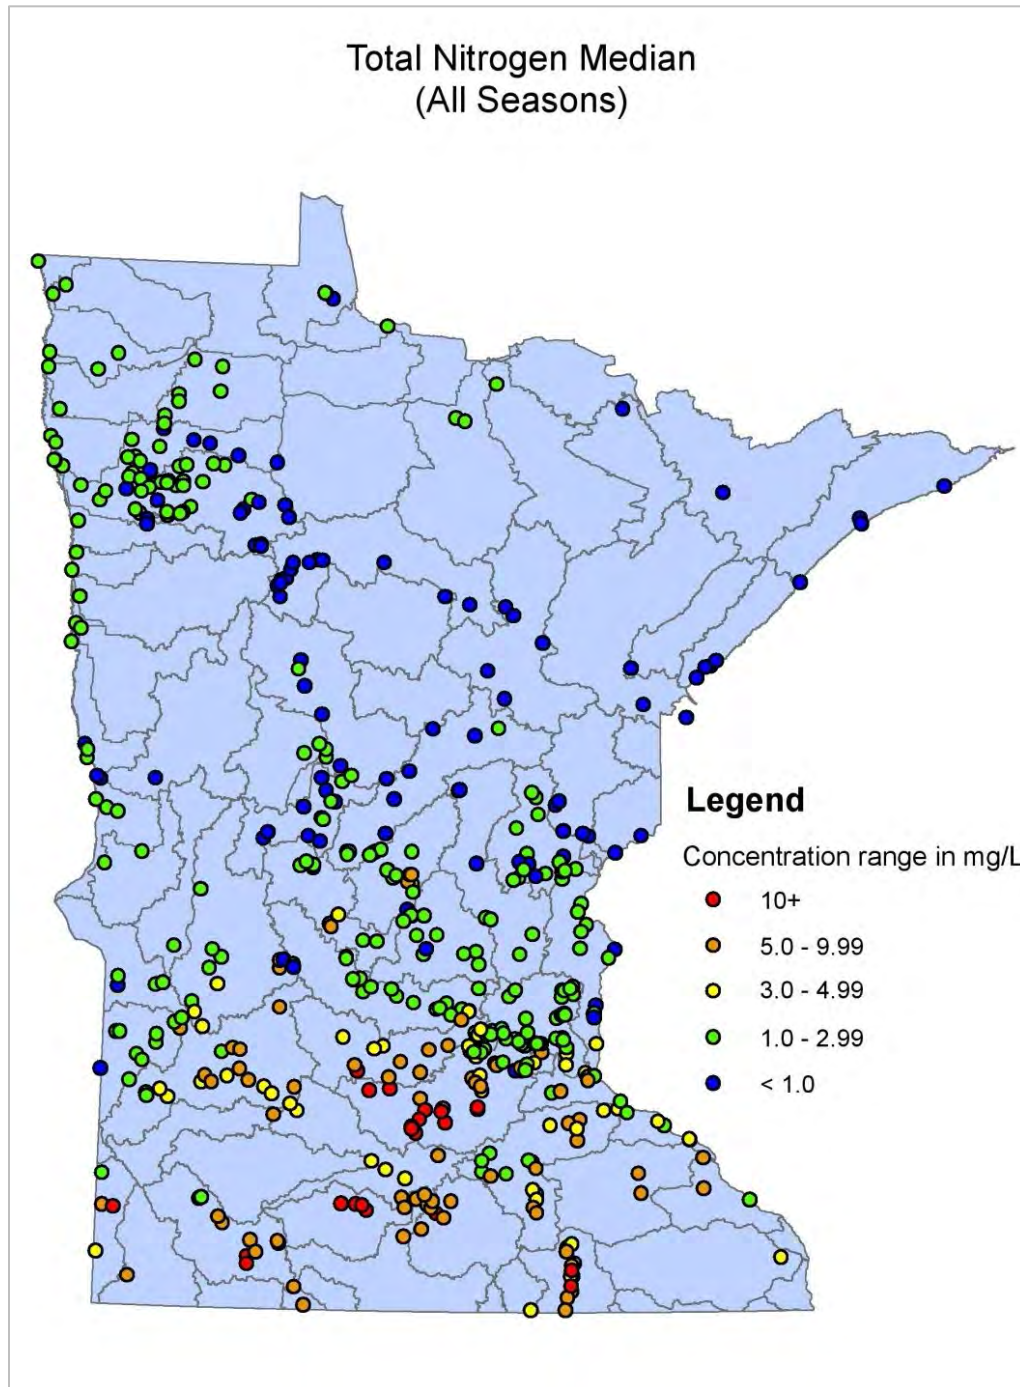 Total Nitrogen Median
(All Seasons)
Legend
Concentration range in mg/L
10+
5.0 - 9.99
3.0 - 4.99
1.0 - 2.99
< 1.0